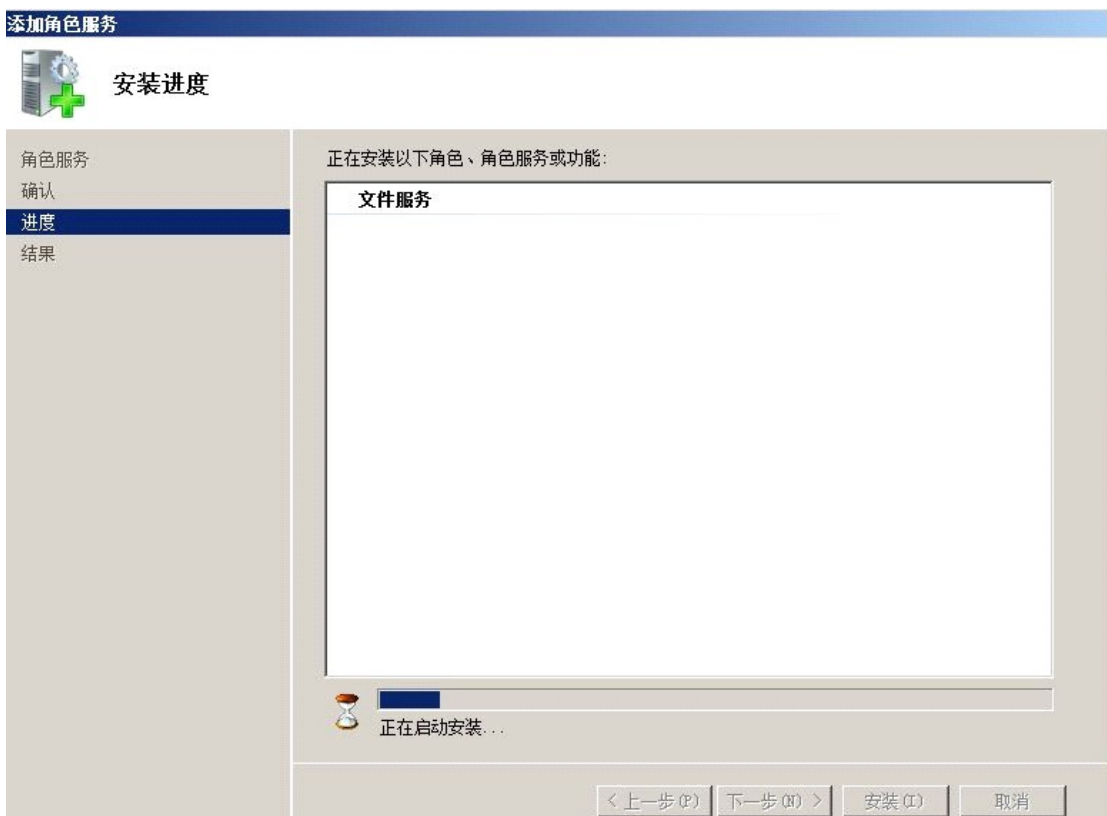 添加角色服务
安装进度
角色服务
确认
进度
结果
正在安装以下角色、角色服务或功能:
文件服务
正在启动安装...
< 上一步(P) 下一步(N) > 安装(I) 取消